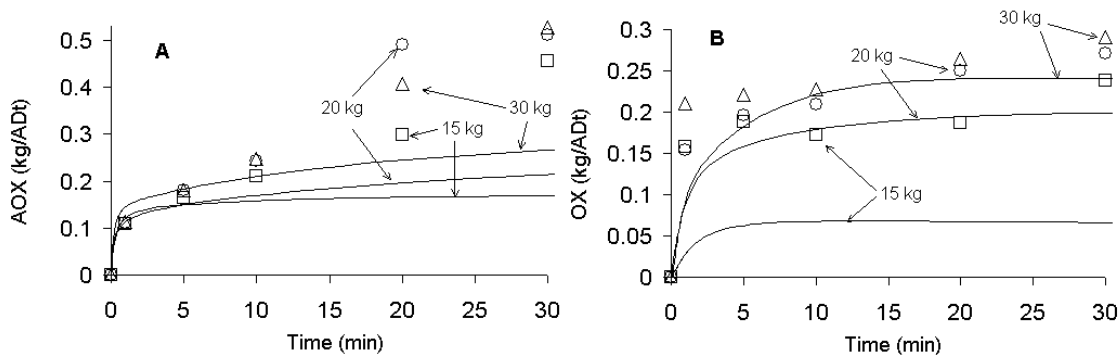 A
AOX (kg/ADt)
0.5
0.4
0.3
0.2
0.1
0
20 kg
30 kg
15 kg
0 5 10 15 20 25 30
Time (min)
B
OX (kg/ADt)
0.3
0.25
0.2
0.15
0.1
0.05
0
30 kg
20 kg
15 kg
0 5 10 15 20 25 30
Time (min)